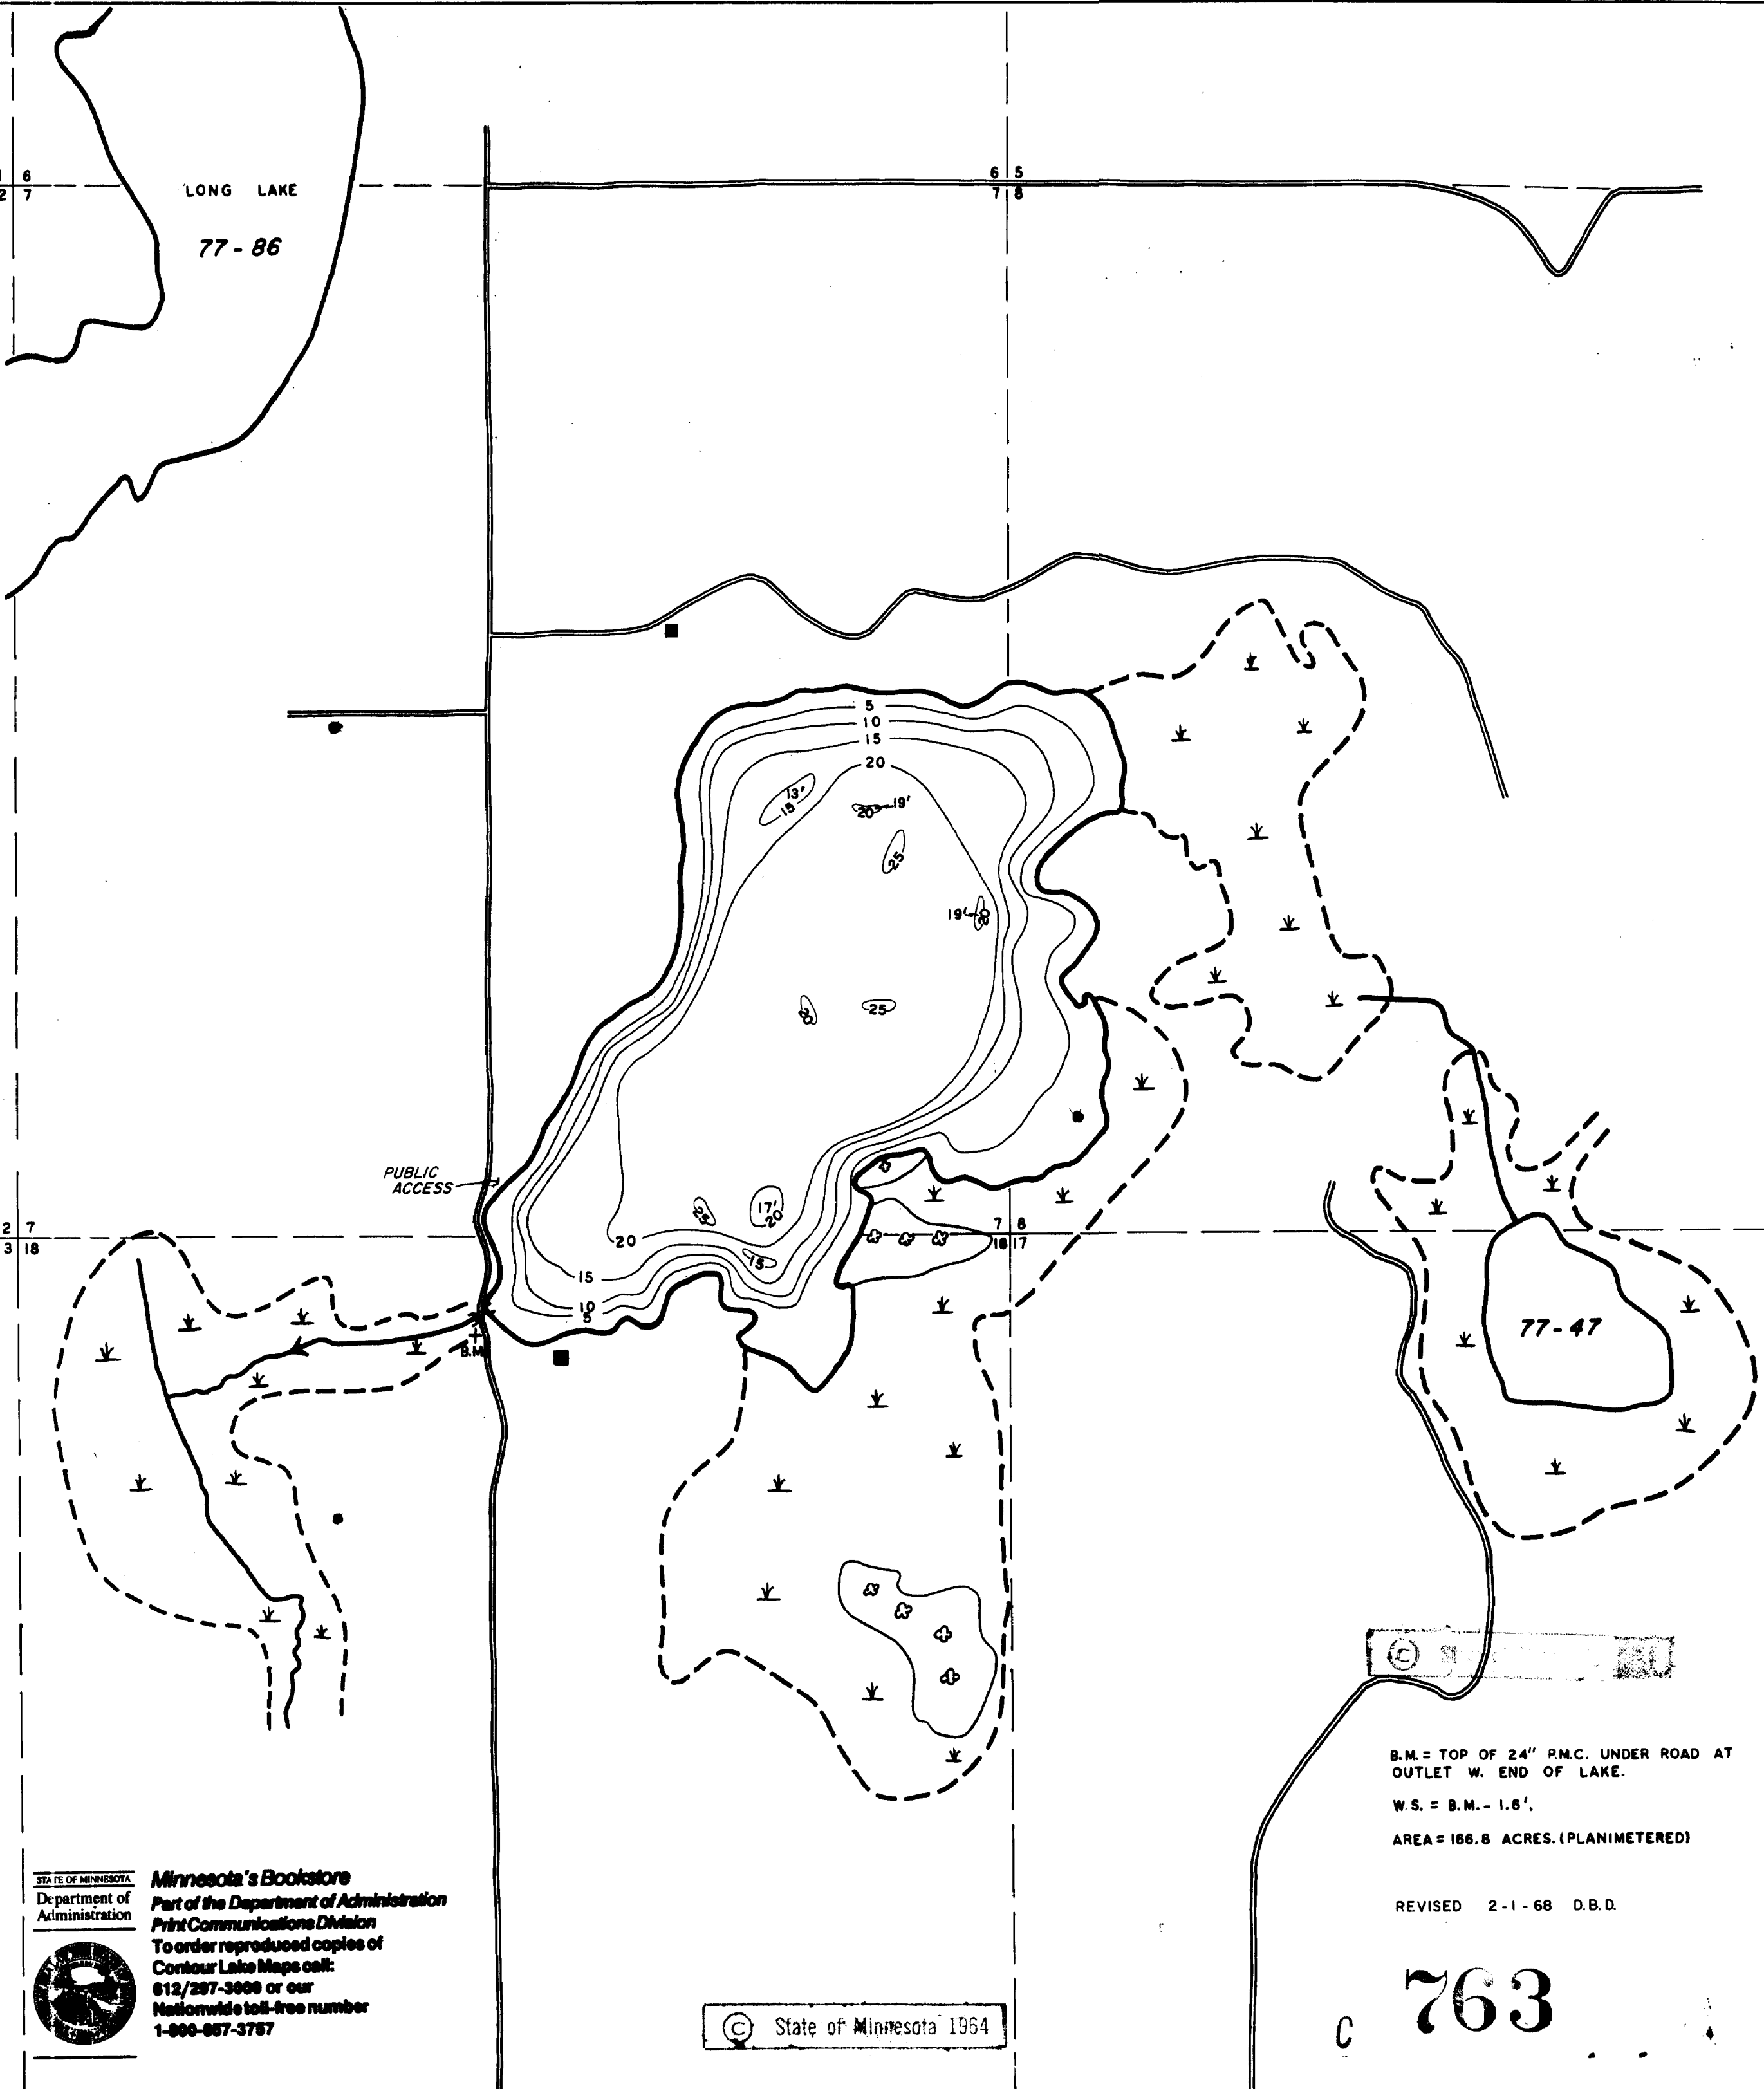 6
7
LONG LAKE
77-86
6 5
7 8
5
10
15
20
13'
15
20
19'
25
19'
20
25
25
PUBLIC
ACCESS
17'
20
20
15
15
10
5
2 7
3 18
7 8
18 17
B.M.
77-47
©
B.M. = TOP OF 24" P.M.C. UNDER ROAD AT
OUTLET W. END OF LAKE.
W.S. = B.M. - 1.6'.
AREA = 166.8 ACRES. (PLANIMETERED)
REVISED 2-1-68 D.B.D.
C 763
STATE OF MINNESOTA
Department of
Administration
Minnesota's Bookstore
Part of the Department of Administration
Print Communications Division
To order reproduced copies of
Contour Lake Maps call:
612/297-3000 or our
Nationwide toll-free number
1-800-657-3757
© State of Minnesota 1964